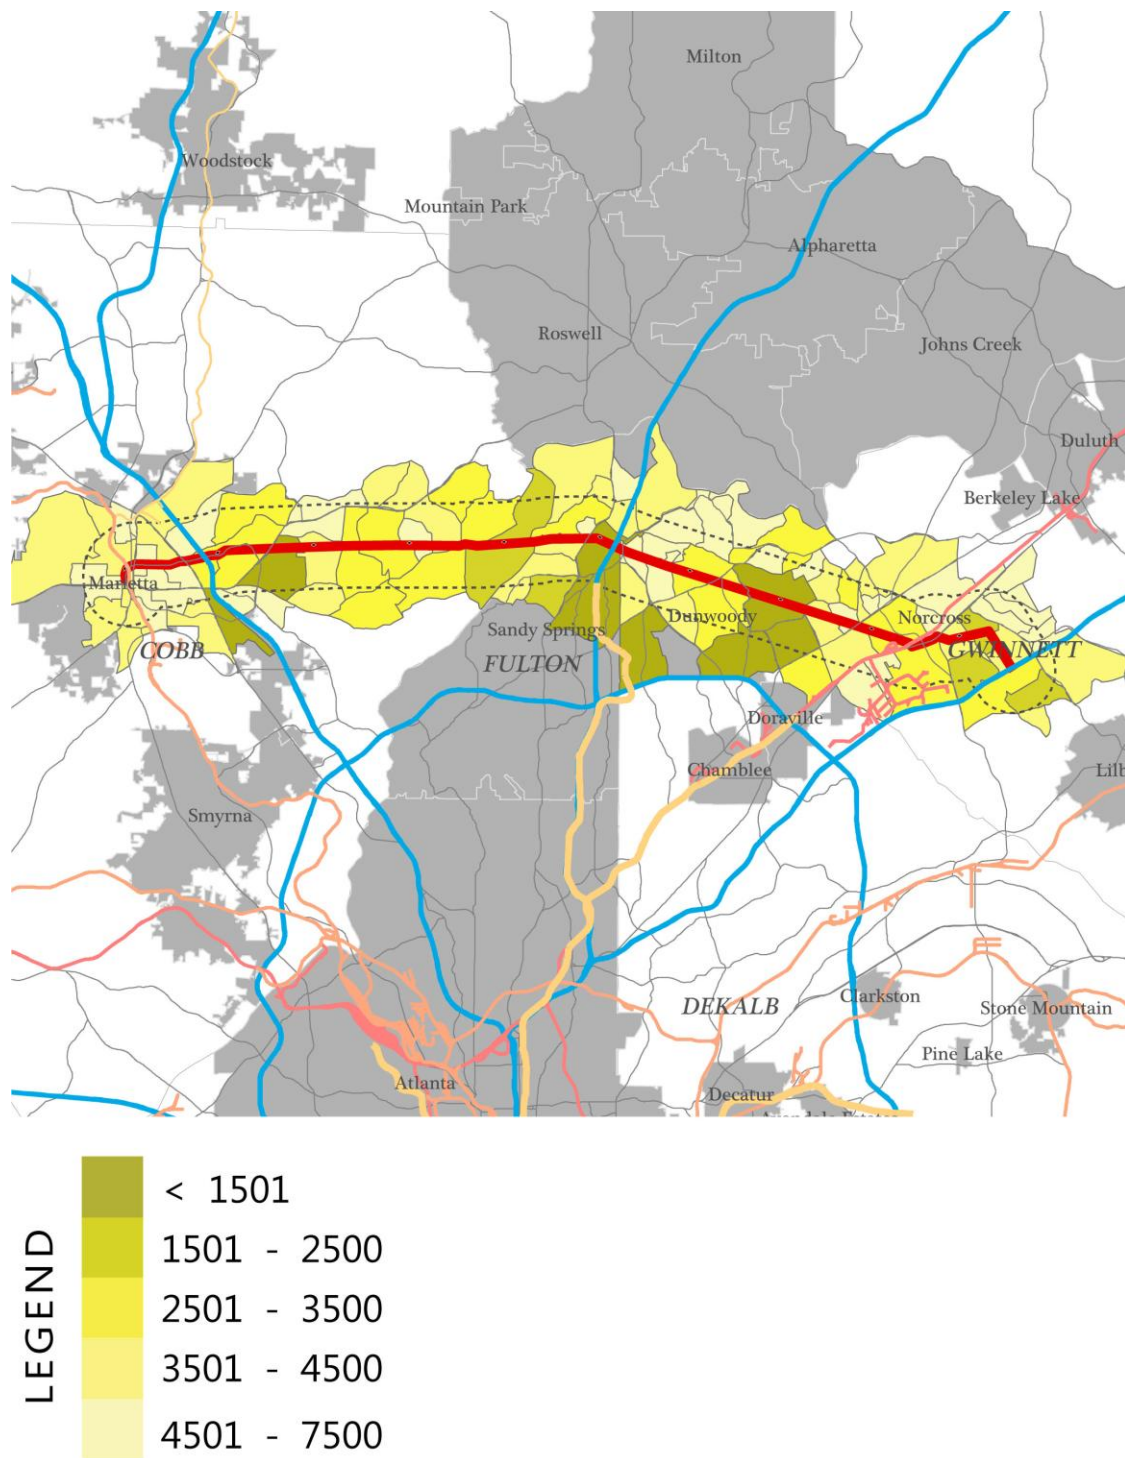 Milton
Woodstock
Mountain Park
Alpharetta
Roswell
Johns Creek
Duluth
Berkeley Lake
Marietta
Dunwoody
Norcross
Sandy Springs
COBB
FULTON
GWINNETT
Doraville
Chamblee
Lilb
Smyrna
DEKALB
Clarkston
Stone Mountain
Pine Lake
Atlanta
Decatur
LEGEND
< 1501
1501 - 2500
2501 - 3500
3501 - 4500
4501 - 7500